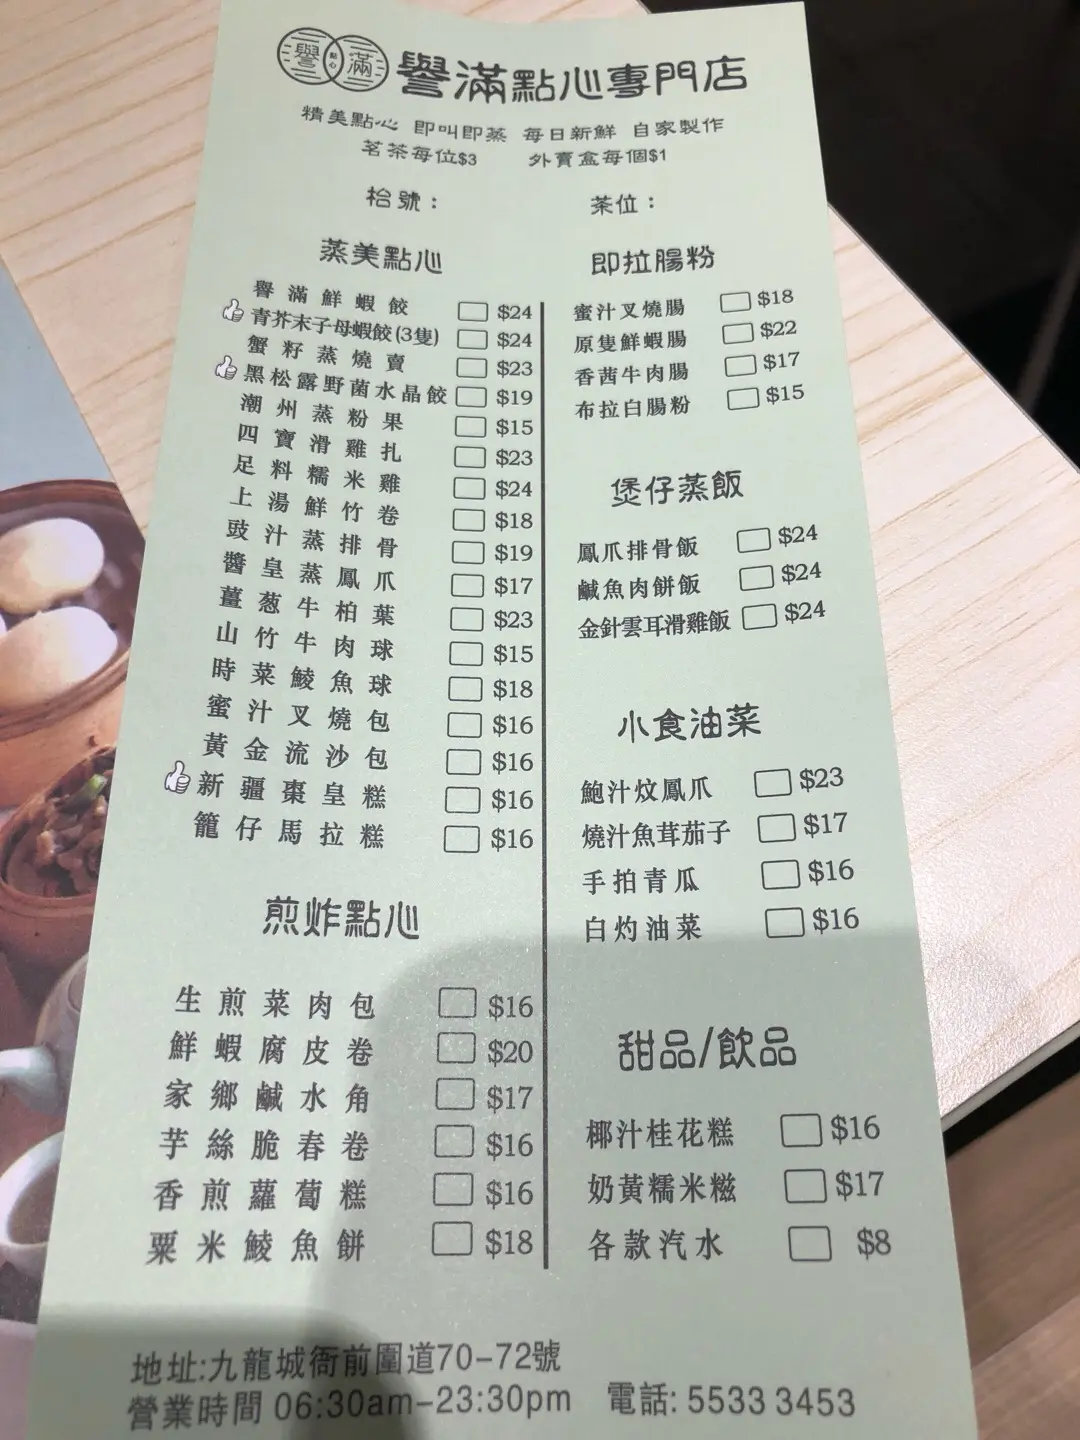 譽 點心 滿 譽滿點心專門店
精美點心 即叫即蒸 每日新鮮 自家製作
茗茶每位$3 外賣盒每個$1
枱號： 茶位：
蒸美點心
譽滿鮮蝦餃 $24
青芥末子母蝦餃(3隻) $24
蟹籽蒸燒賣 $23
黑松露野菌水晶餃 $19
潮州蒸粉果 $15
四寶滑雞扎 $23
足料糯米雞 $24
上湯鮮竹卷 $18
豉汁蒸排骨 $19
醬皇蒸鳳爪 $17
薑葱牛柏葉 $23
山竹牛肉球 $15
時菜鯪魚球 $18
蜜汁叉燒包 $16
黃金流沙包 $16
新疆棗皇糕 $16
籠仔馬拉糕 $16
煎炸點心
生煎菜肉包 $16
鮮蝦腐皮卷 $20
家鄉鹹水角 $17
芋絲脆春卷 $16
香煎蘿蔔糕 $16
粟米鯪魚餅 $18
即拉腸粉
蜜汁叉燒腸 $18
原隻鮮蝦腸 $22
香茜牛肉腸 $17
布拉白腸粉 $15
煲仔蒸飯
鳳爪排骨飯 $24
鹹魚肉餅飯 $24
金針雲耳滑雞飯 $24
小食油菜
鮑汁炆鳳爪 $23
燒汁魚茸茄子 $17
手拍青瓜 $16
白灼油菜 $16
甜品/飲品
椰汁桂花糕 $16
奶黃糯米糍 $17
各款汽水 $8
地址:九龍城衙前圍道70-72號
營業時間 06:30am-23:30pm 電話: 5533 3453